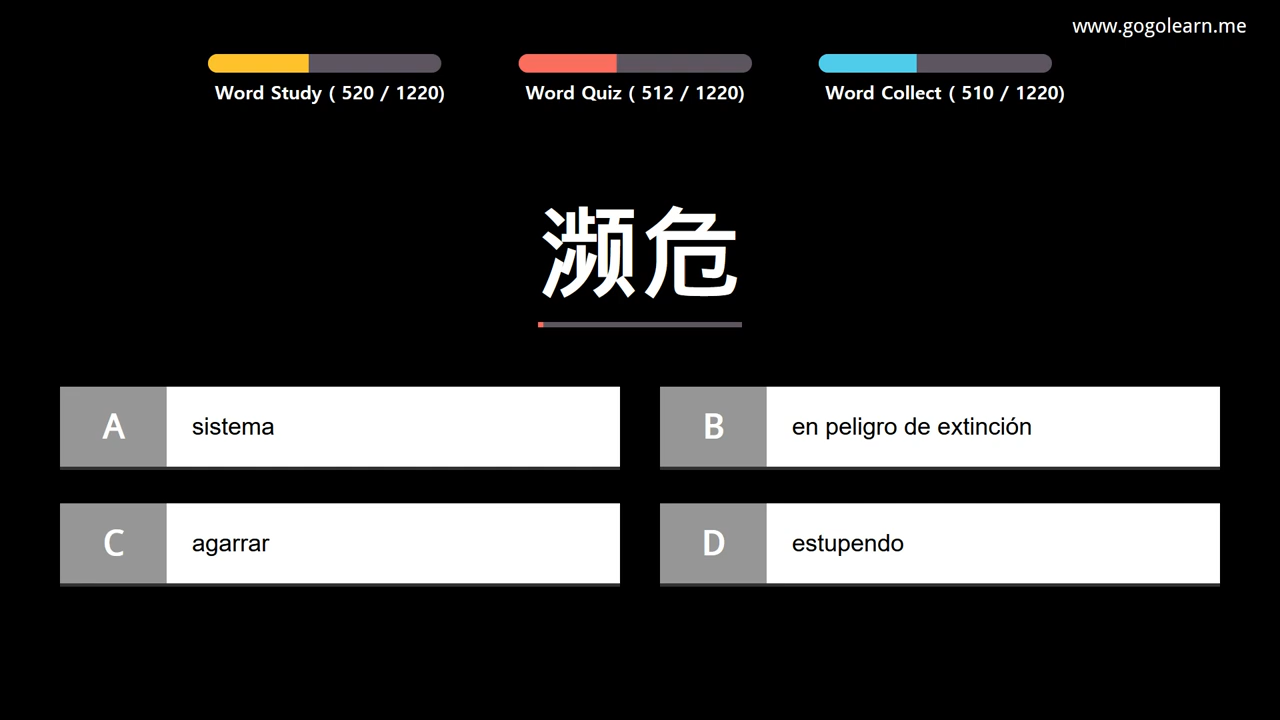 www.gogolearn.me
Word Study ( 520 / 1220)
Word Quiz ( 512 / 1220)
Word Collect ( 510 / 1220)
濒危
A sistema
B en peligro de extinción
C agarrar
D estupendo